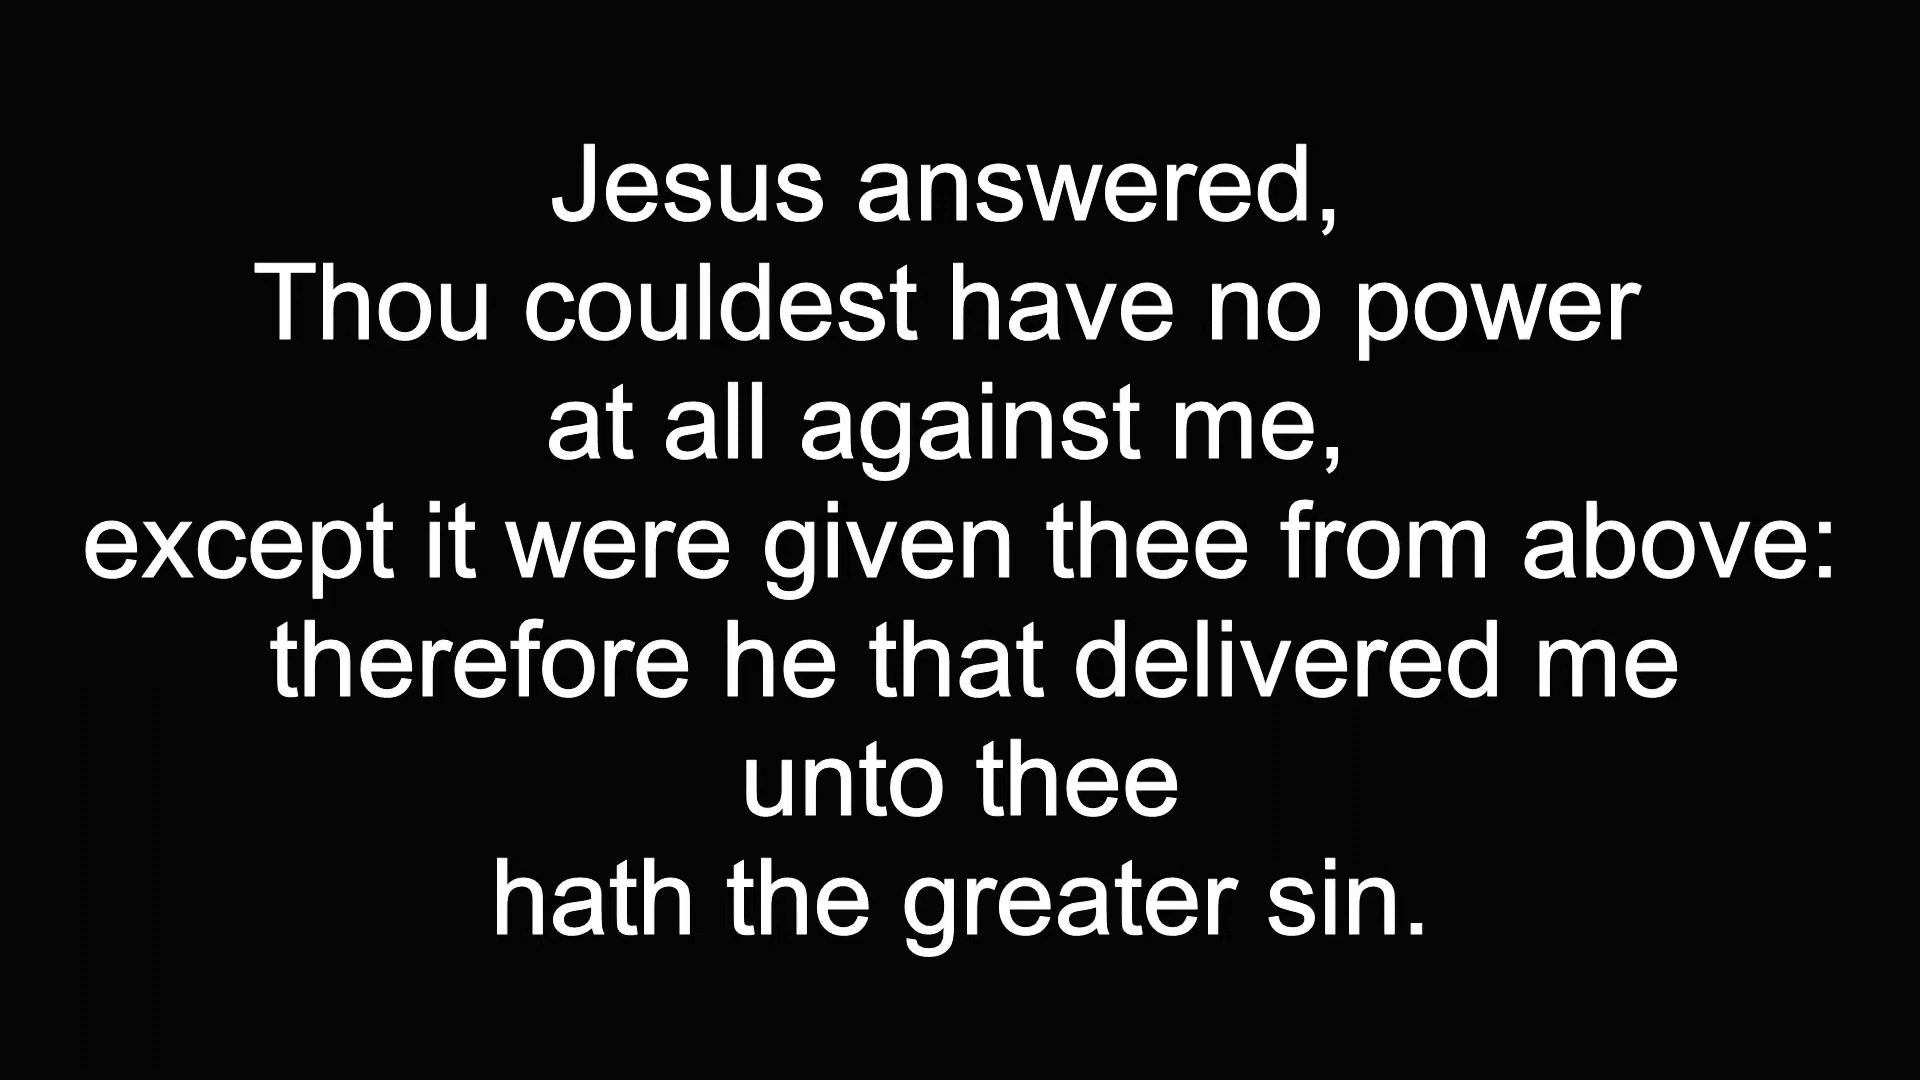 Jesus answered,
Thou couldest have no power
at all against me,
except it were given thee from above:
therefore he that delivered me
unto thee
hath the greater sin.